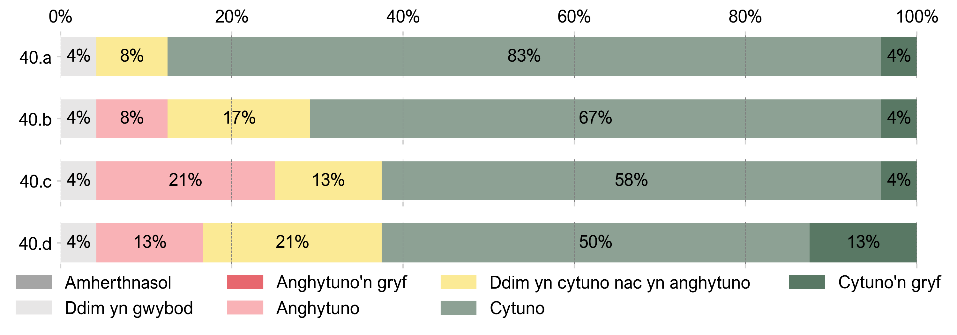 0% 20% 40% 60% 80% 100%
40.a 4% 8% 83% 4%
40.b 4% 8% 17% 67% 4%
40.c 4% 21% 13% 58% 4%
40.d 4% 13% 21% 50% 13%
Amherthnasol Anghytuno'n gryf Ddim yn cytuno nac yn anghytuno Cytuno'n gryf
Ddim yn gwybod Anghytuno Cytuno